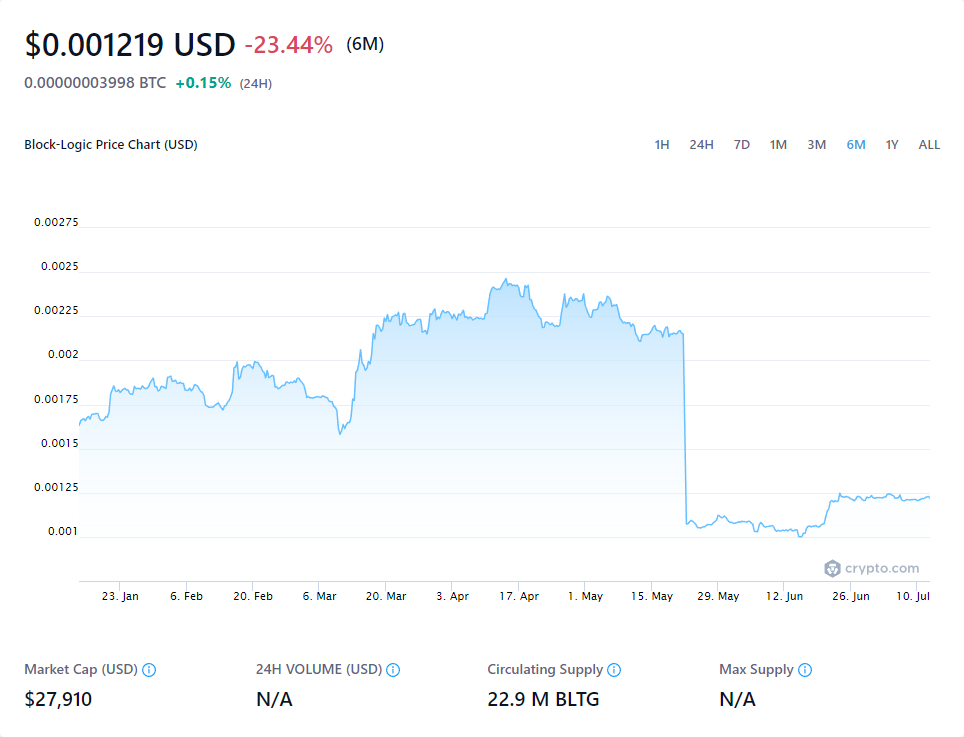 $0.001219 USD -23.44% (6M)
0.00000003998 BTC +0.15% (24H)
Block-Logic Price Chart (USD) 1H 24H 7D 1M 3M 6M 1Y ALL
0.00275
0.0025
0.00225
0.002
0.00175
0.0015
0.00125
0.001
crypto.com
23. Jan 6. Feb 20. Feb 6. Mar 20. Mar 3. Apr 17. Apr 1. May 15. May 29. May 12. Jun 26. Jun 10. Jul
Market Cap (USD) 24H VOLUME (USD) Circulating Supply Max Supply
$27,910 N/A 22.9 M BLTG N/A